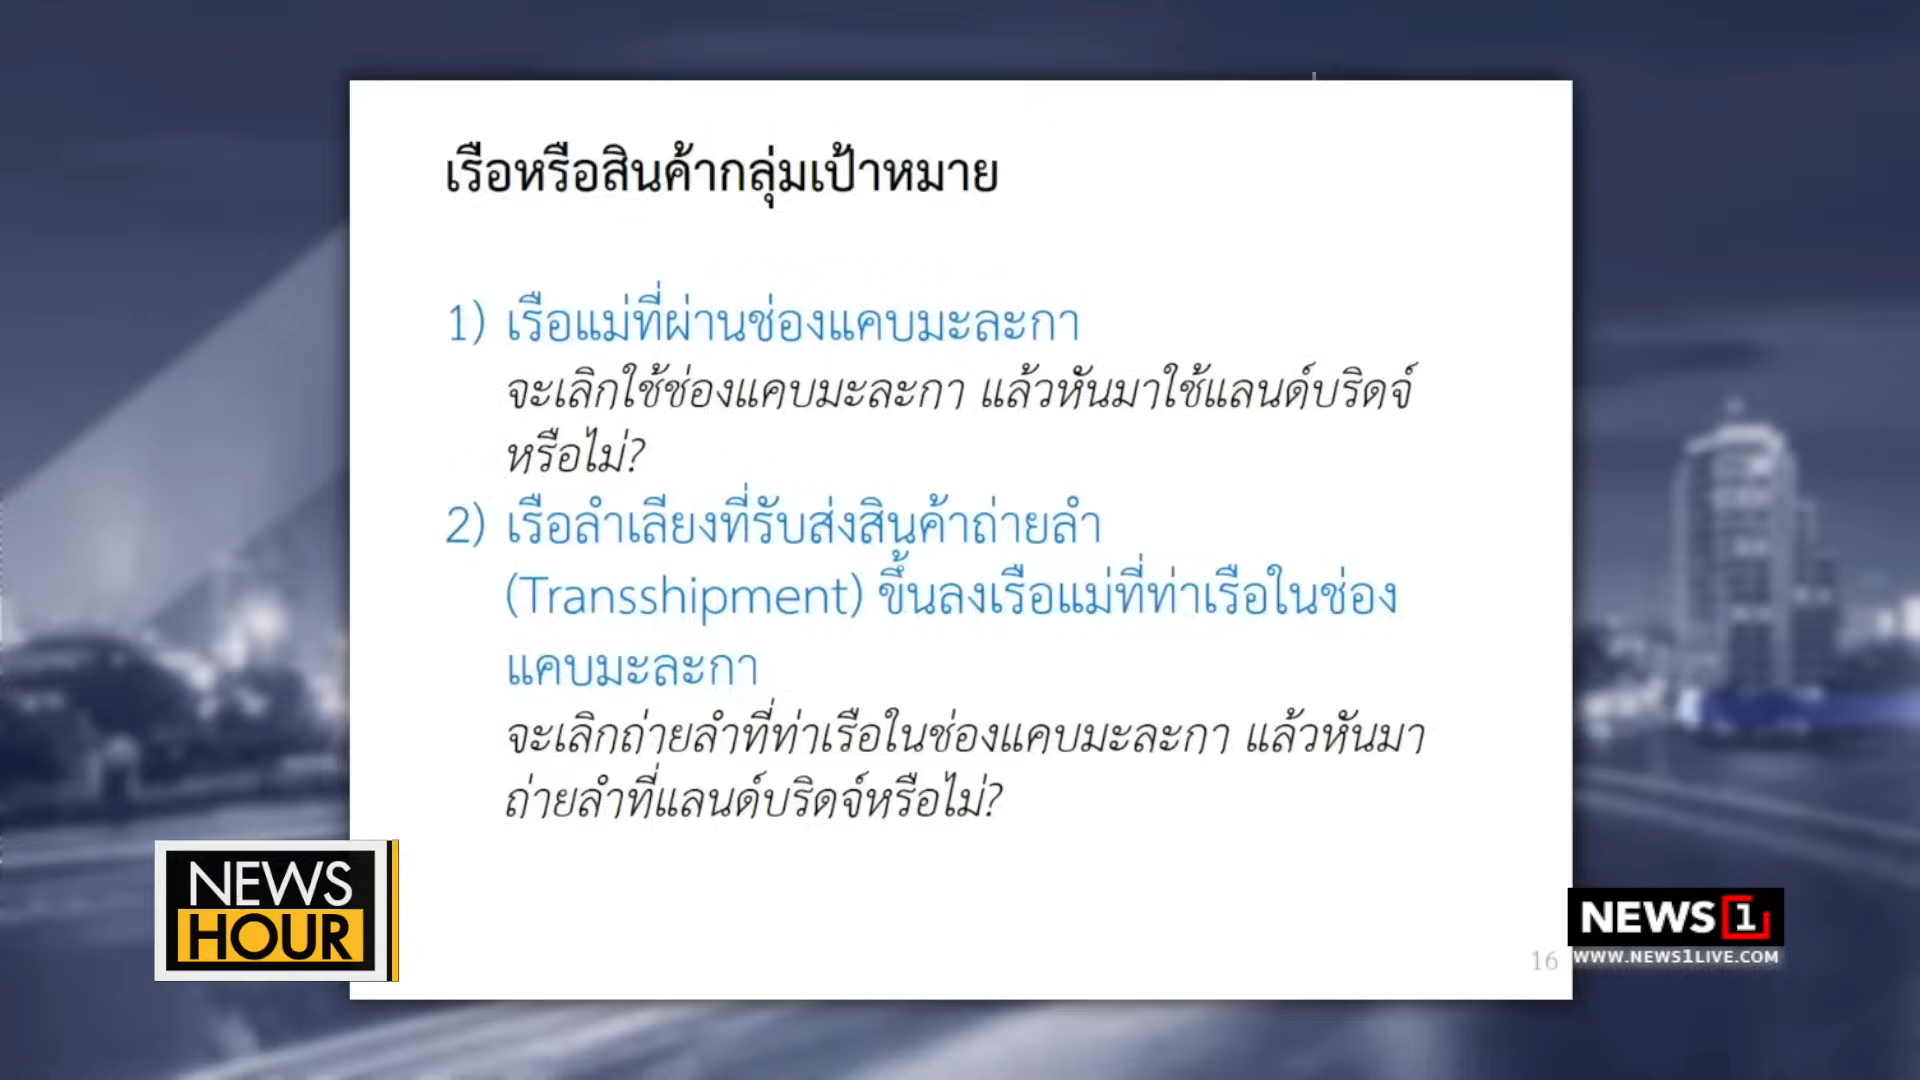 เรือหรือสินค้ากลุ่มเป้าหมาย
1) เรือแม่ที่ผ่านช่องแคบมะละกา
จะเลิกใช้ช่องแคบมะละกา แล้วหันมาใช้แลนด์บริดจ์
หรือไม่?
2) เรือลำเลียงที่รับส่งสินค้าถ่ายลำ
(Transshipment) ขึ้นลงเรือแม่ที่ท่าเรือในช่อง
แคบมะละกา
จะเลิกถ่ายลำที่ท่าเรือในช่องแคบมะละกา แล้วหันมา
ถ่ายลำที่แลนด์บริดจ์หรือไม่?
16
NEWS
HOUR
NEWS 1
WWW.NEWS1LIVE.COM